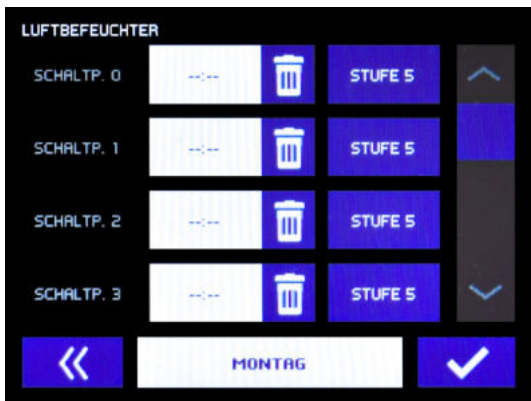 LUFTBEFEUCHTER
SCHALTP. 0 --:-- STUFE 5
SCHALTP. 1 --:-- STUFE 5
SCHALTP. 2 --:-- STUFE 5
SCHALTP. 3 --:-- STUFE 5
MONTAG